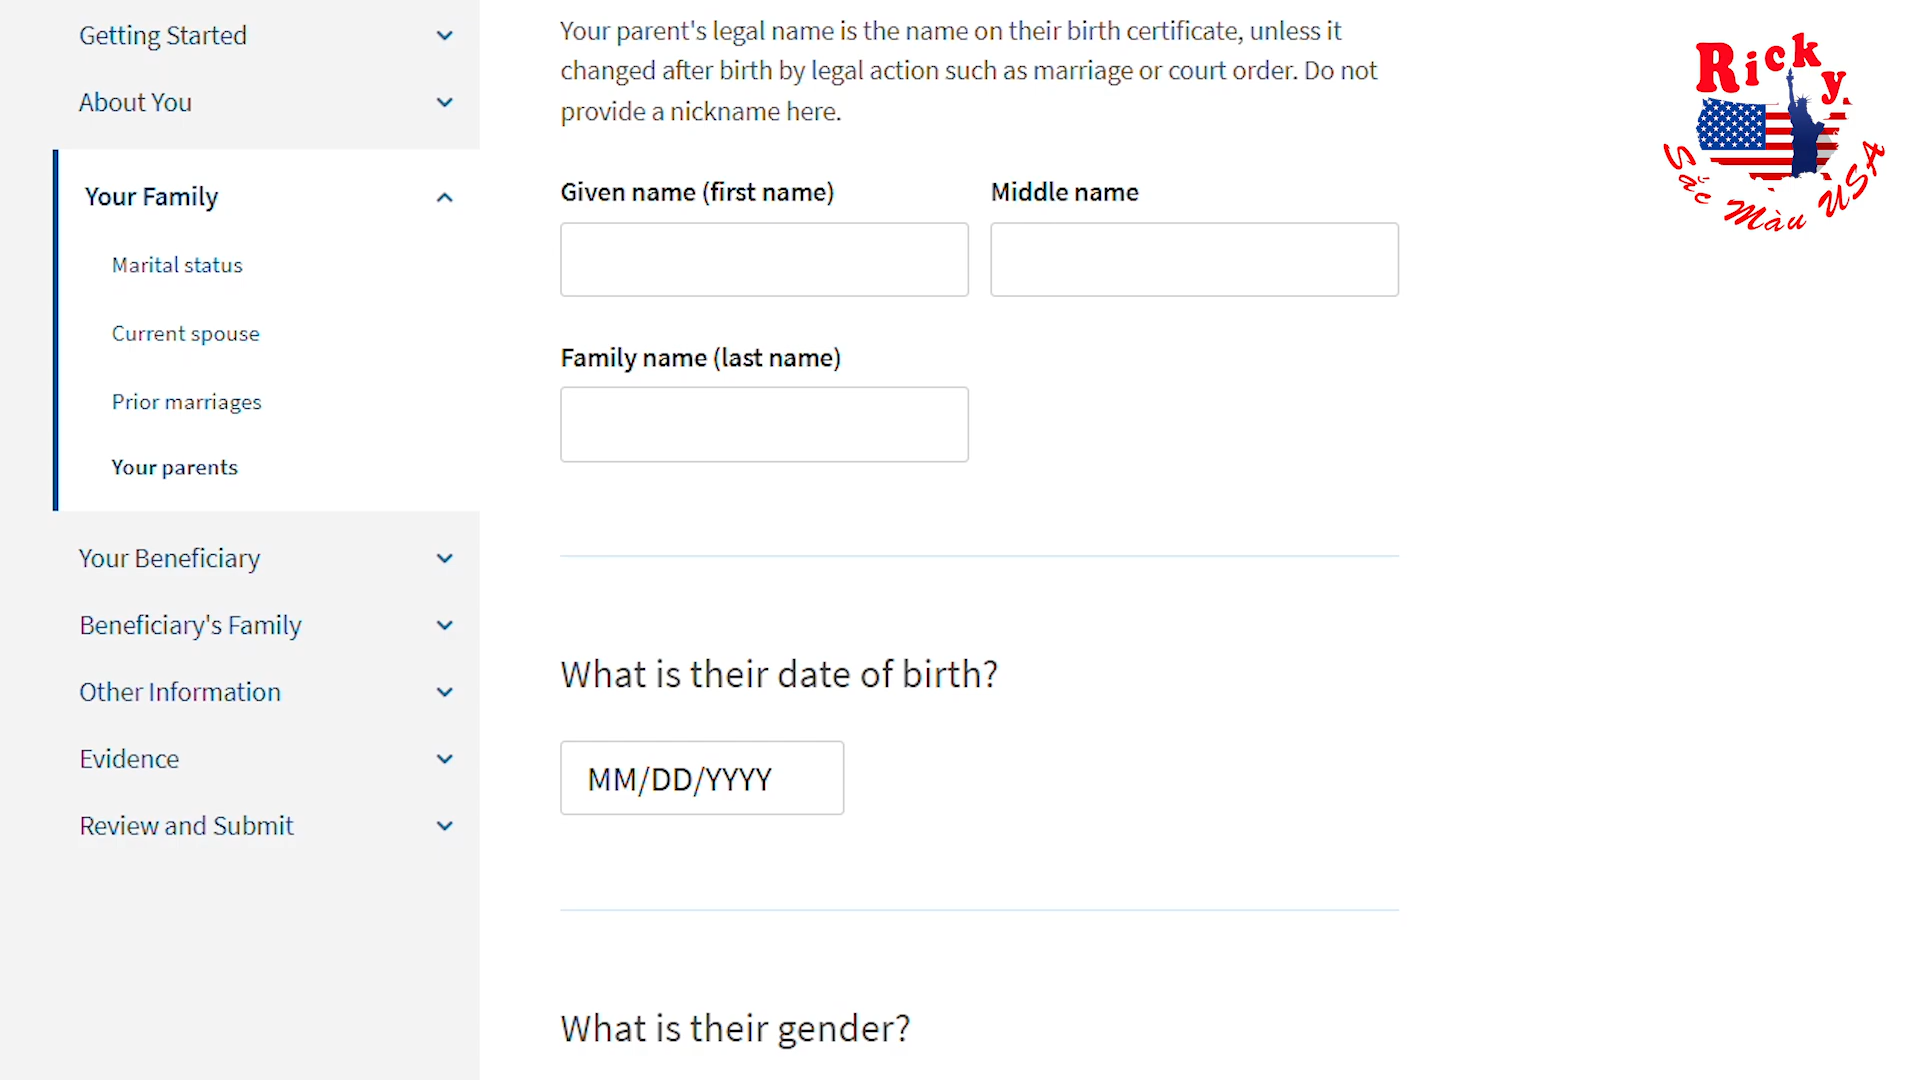 Getting Started
About You
Your Family
Marital status
Current spouse
Prior marriages
Your parents
Your Beneficiary
Beneficiary's Family
Other Information
Evidence
Review and Submit
Your parent's legal name is the name on their birth certificate, unless it
changed after birth by legal action such as marriage or court order. Do not
provide a nickname here.
Given name (first name)
Middle name
Family name (last name)
What is their date of birth?
MM/DD/YYYY
What is their gender?
Ricky
Sắc Màu USA